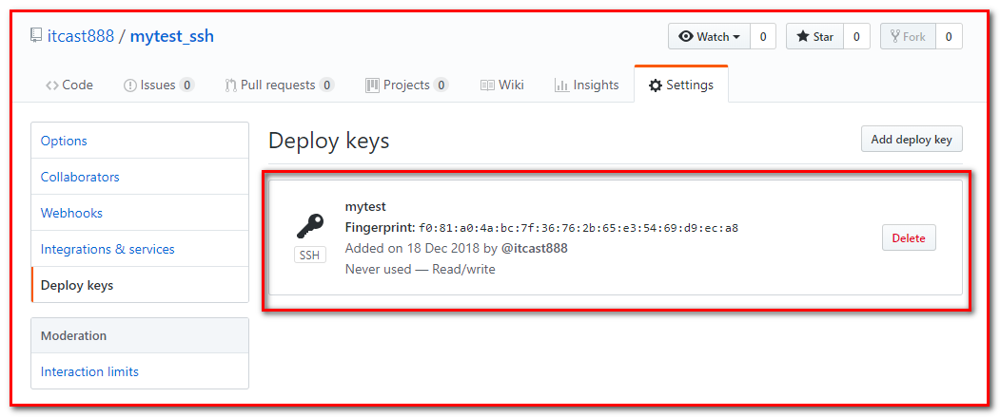 itcast888 / mytest_ssh
Watch 0 Star 0 Fork 0
Code Issues 0 Pull requests 0 Projects 0 Wiki Insights Settings
Options
Collaborators
Webhooks
Integrations & services
Deploy keys
Moderation
Interaction limits
Deploy keys
Add deploy key
SSH
mytest
Fingerprint: f0:81:a0:4a:bc:7f:36:76:2b:65:e3:54:69:d9:ec:a8
Added on 18 Dec 2018 by @itcast888
Never used — Read/write
Delete